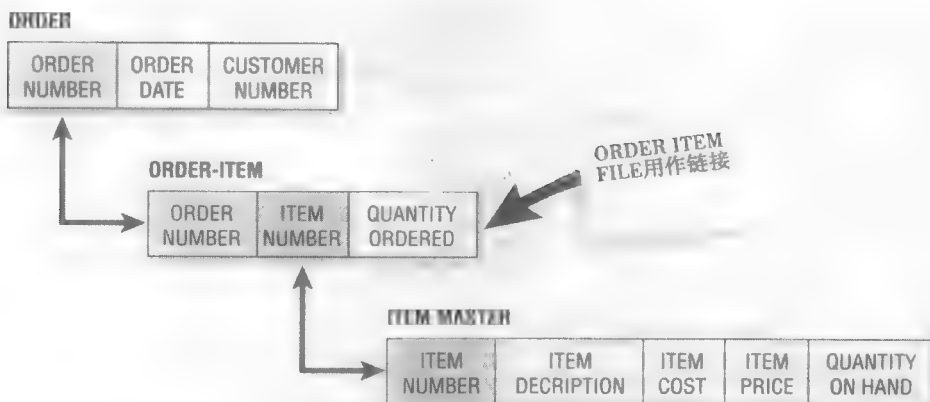 ORDER
ORDER NUMBER
ORDER DATE
CUSTOMER NUMBER
ORDER ITEM
FILE用作链接
ORDER-ITEM
ORDER NUMBER
ITEM NUMBER
QUANTITY ORDERED
ITEM MASTER
ITEM NUMBER
ITEM DECRIPTION
ITEM COST
ITEM PRICE
QUANTITY ON HAND